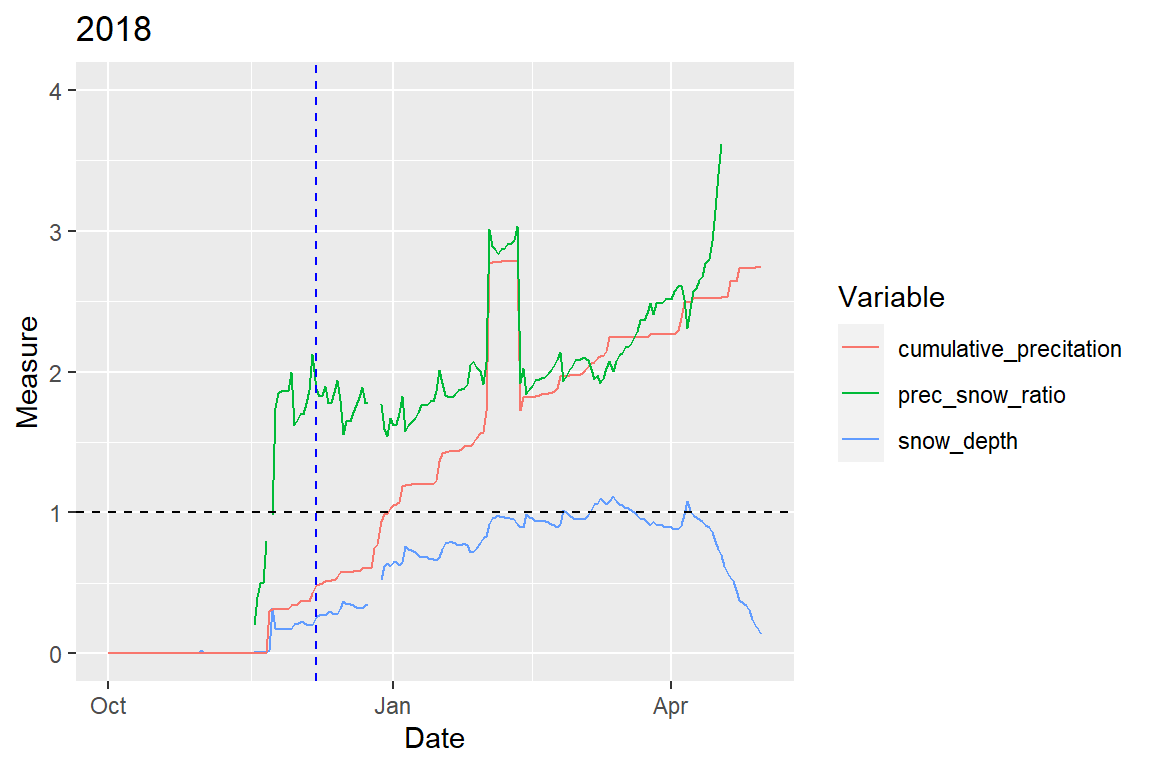 2018
4
3
2
1
0
Measure
Oct
Jan
Apr
Date
Variable
cumulative_precitation
prec_snow_ratio
snow_depth